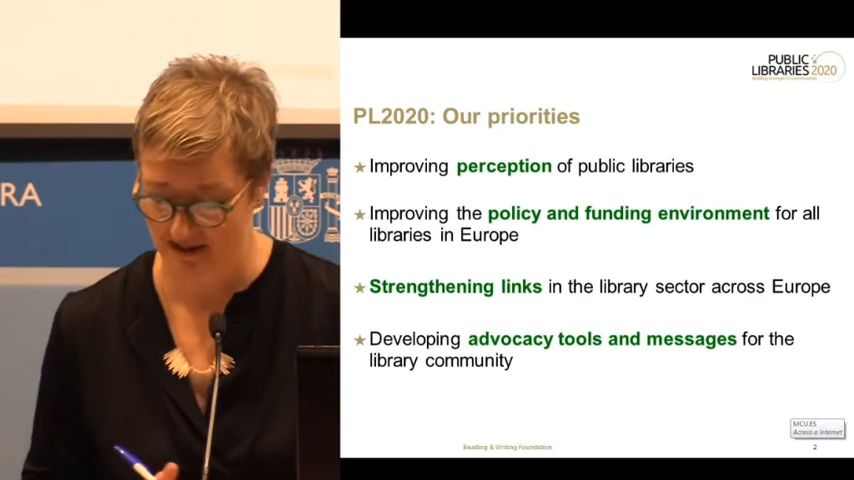 RA
PUBLIC
LIBRARIES 2020
PL2020: Our priorities
Improving perception of public libraries
Improving the policy and funding environment for all
libraries in Europe
Strengthening links in the library sector across Europe
Developing advocacy tools and messages for the
library community
MCU.ES
Acceso a Internet
Reading & Writing Foundation
2